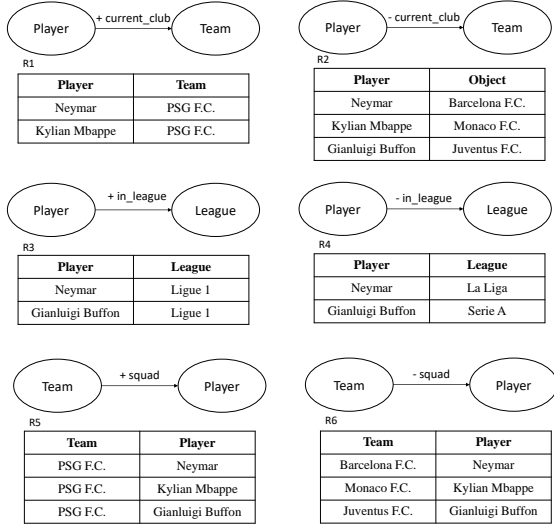 Player + current_club Team
R1
Player Team
Neymar PSG F.C.
Kylian Mbappe PSG F.C.
Player - current_club Team
R2
Player Object
Neymar Barcelona F.C.
Kylian Mbappe Monaco F.C.
Gianluigi Buffon Juventus F.C.
Player + in_league League
R3
Player League
Neymar Ligue 1
Gianluigi Buffon Ligue 1
Player - in_league League
R4
Player League
Neymar La Liga
Gianluigi Buffon Serie A
Team + squad Player
R5
Team Player
PSG F.C. Neymar
PSG F.C. Kylian Mbappe
PSG F.C. Gianluigi Buffon
Team - squad Player
R6
Team Player
Barcelona F.C. Neymar
Monaco F.C. Kylian Mbappe
Juventus F.C. Gianluigi Buffon